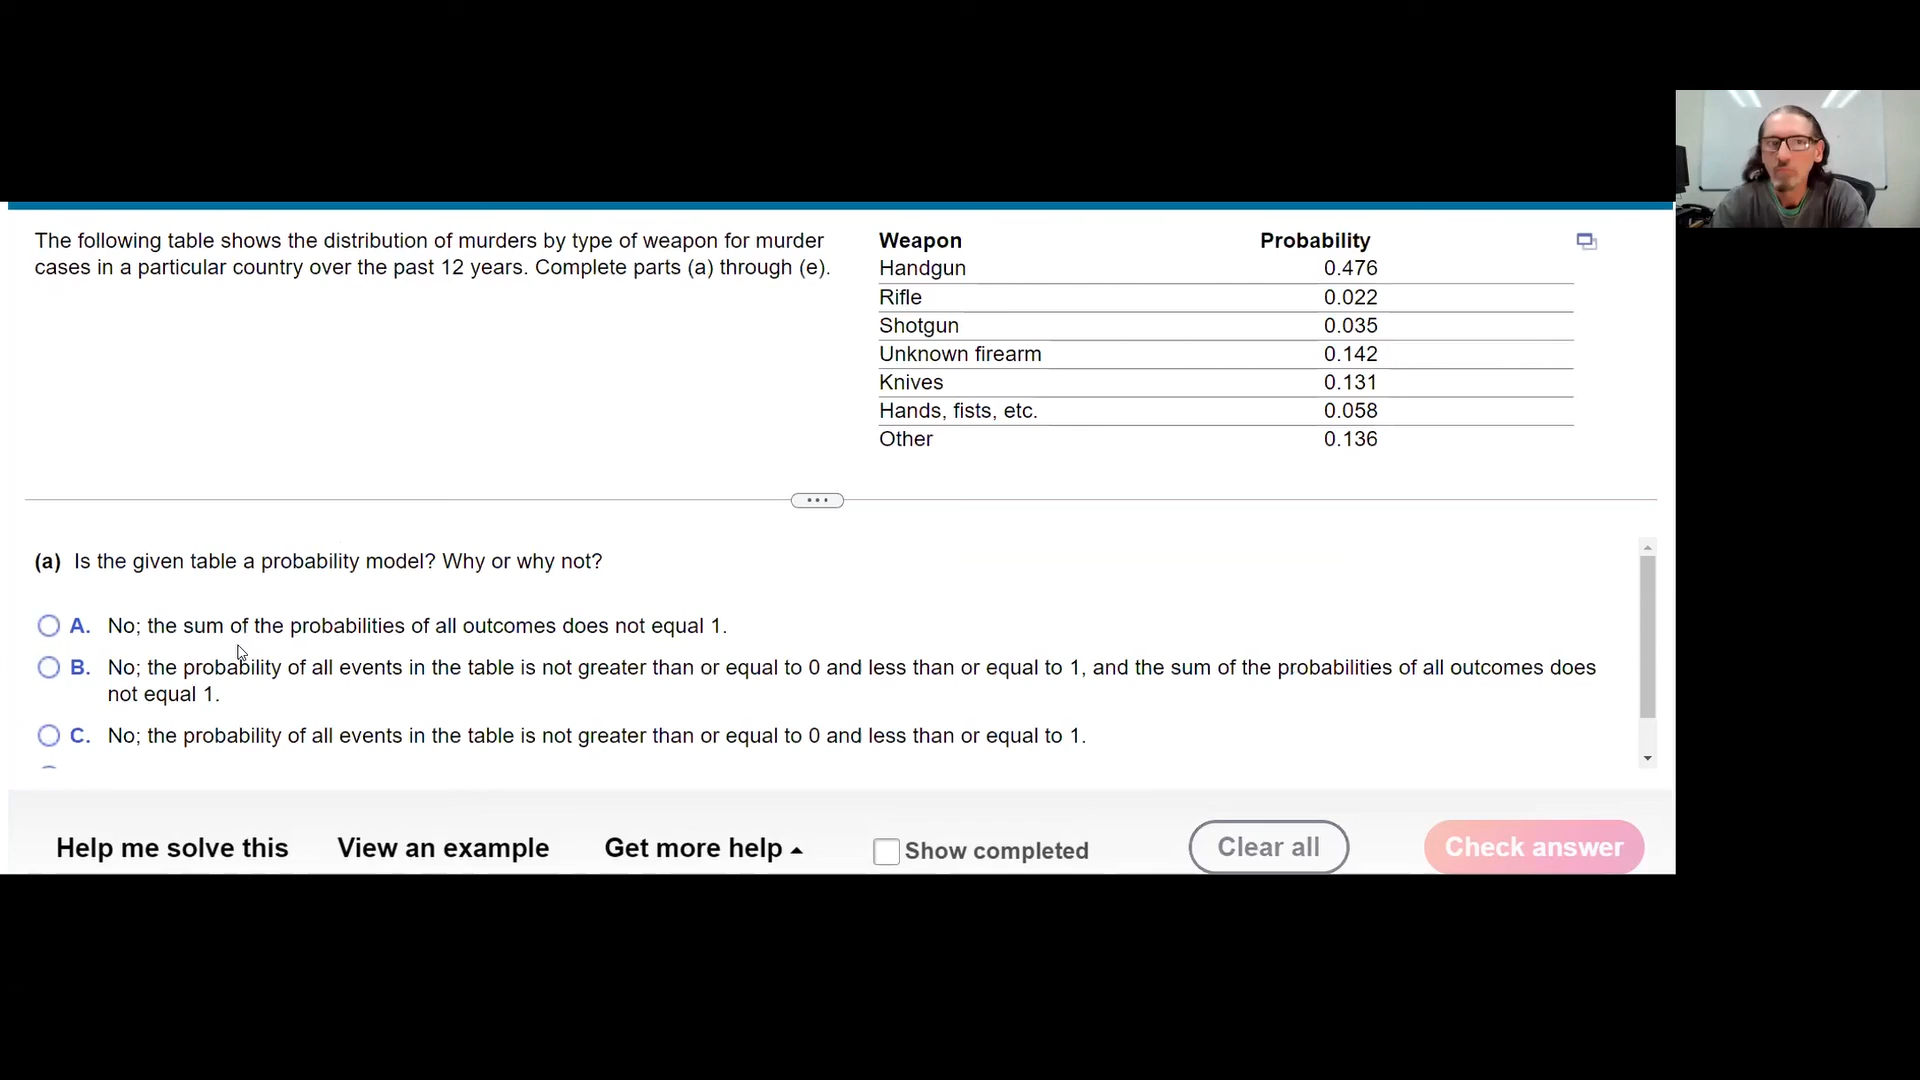 The following table shows the distribution of murders by type of weapon for murder
cases in a particular country over the past 12 years. Complete parts (a) through (e).
Weapon Probability
Handgun 0.476
Rifle 0.022
Shotgun 0.035
Unknown firearm 0.142
Knives 0.131
Hands, fists, etc. 0.058
Other 0.136
(a) Is the given table a probability model? Why or why not?
A. No; the sum of the probabilities of all outcomes does not equal 1.
B. No; the probability of all events in the table is not greater than or equal to 0 and less than or equal to 1, and the sum of the probabilities of all outcomes does
not equal 1.
C. No; the probability of all events in the table is not greater than or equal to 0 and less than or equal to 1.
Help me solve this View an example Get more help Show completed Clear all Check answer